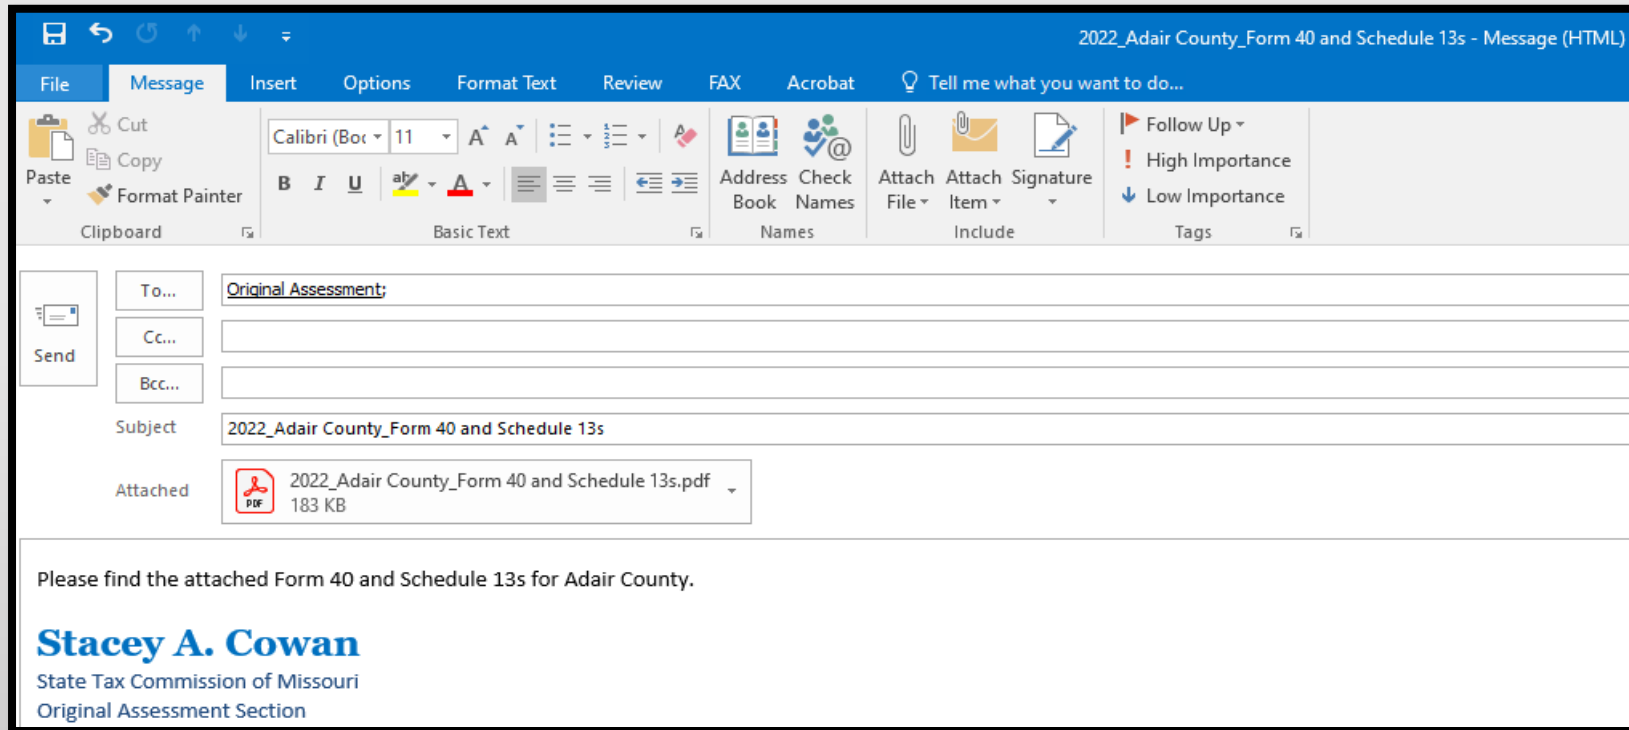 2022_Adair County_Form 40 and Schedule 13s - Message (HTML)
File Message Insert Options Format Text Review FAX Acrobat Tell me what you want to do...
Paste
Cut
Copy
Format Painter
Clipboard
Calibri (Boc 11
B I U
Basic Text
Address Book
Check Names
Names
Attach File
Attach Item
Signature
Include
Follow Up
High Importance
Low Importance
Tags
Send
To... Original Assessment;
Cc...
Bcc...
Subject 2022_Adair County_Form 40 and Schedule 13s
Attached
PDF
2022_Adair County_Form 40 and Schedule 13s.pdf
183 KB
Please find the attached Form 40 and Schedule 13s for Adair County.
Stacey A. Cowan
State Tax Commission of Missouri
Original Assessment Section